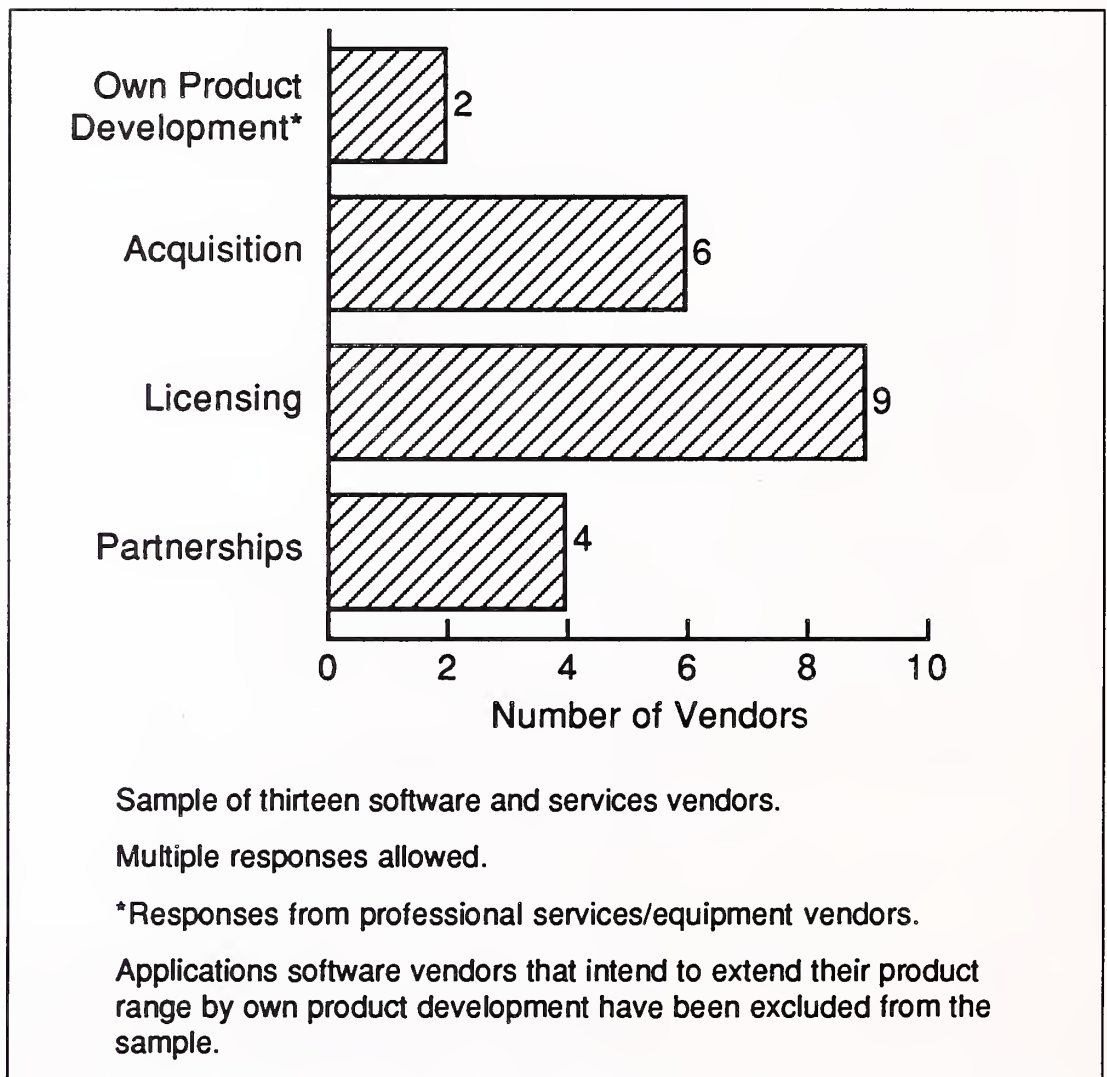 Own Product
Development*
2
Acquisition
6
Licensing
9
Partnerships
4
0 2 4 6 8 10
Number of Vendors
Sample of thirteen software and services vendors.
Multiple responses allowed.
*Responses from professional services/equipment vendors.
Applications software vendors that intend to extend their product
range by own product development have been excluded from the
sample.